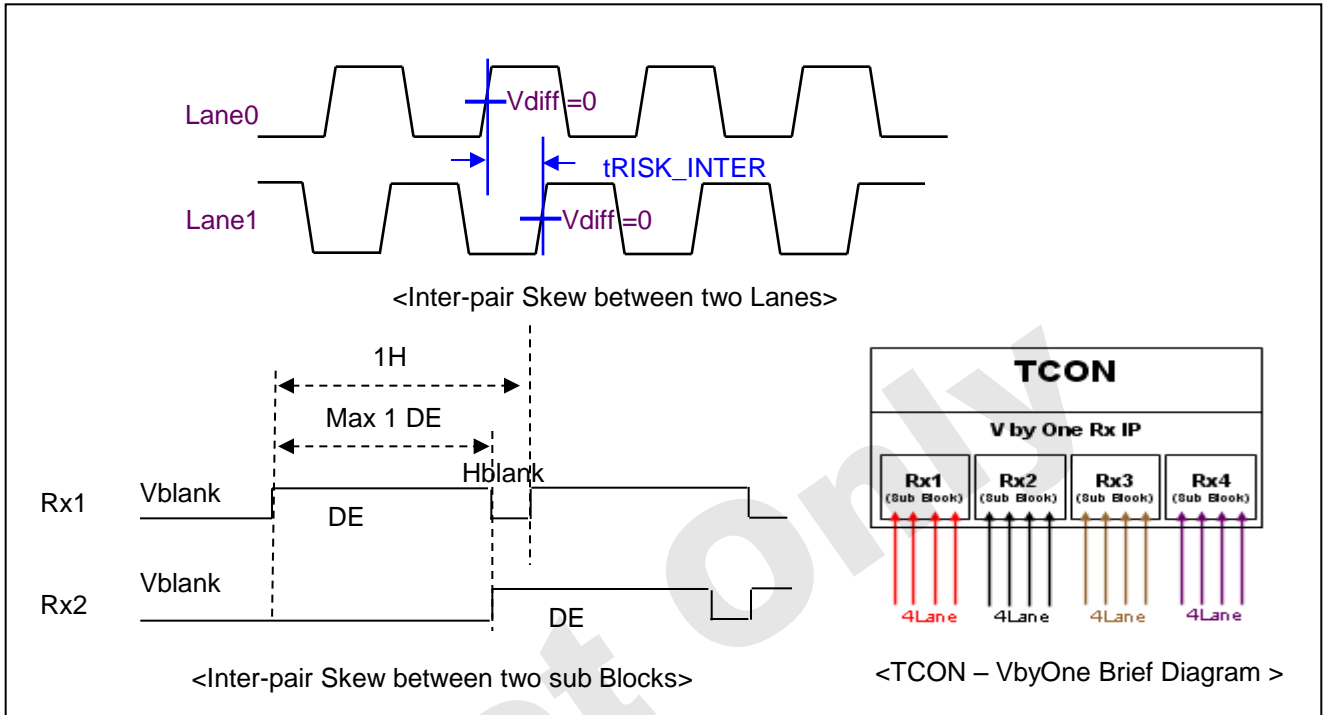 Lane0
Vdiff =0
tRISK_INTER
Lane1
Vdiff =0
<Inter-pair Skew between two Lanes>
1H
Max 1 DE
Hblank
Rx1
Vblank
DE
Rx2
Vblank
DE
<Inter-pair Skew between two sub Blocks>
TCON
V by One Rx IP
Rx1
(Sub Block)
Rx2
(Sub Block)
Rx3
(Sub Block)
Rx4
(Sub Block)
4Lane
4Lane
4Lane
4Lane
<TCON – VbyOne Brief Diagram >